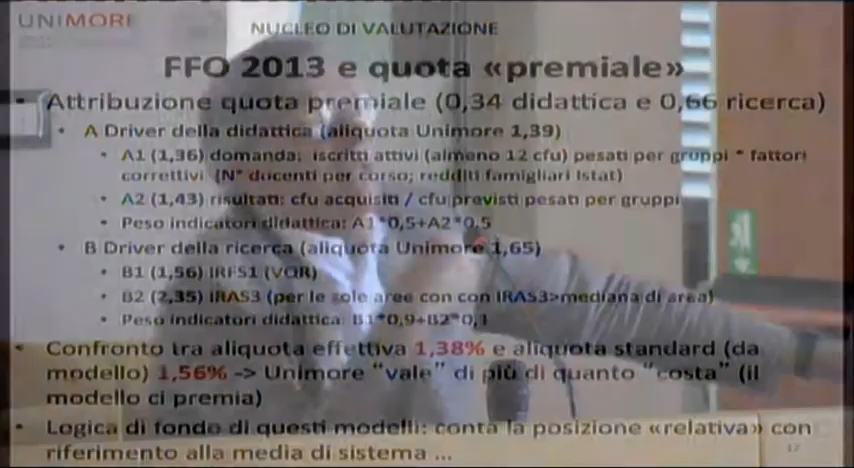 UNIMORE
NUCLEO DI VALUTAZIONE
FFO 2013 e quota «premiale»
• Attribuzione quota premiale (0,34 didattica e 0,66 ricerca)
• A Driver della didattica (aliquota Unimore 1,39)
• A1 (1,36) domanda: iscritti attivi (almeno 12 cfu) pesati per gruppi * fattori
correttivi (N° docenti per corso; redditi famigliari Istat)
• A2 (1,43) risultati: cfu acquisiti / cfu previsti pesati per gruppi
• Peso indicatori didattica: A1*0,5+A2*0,5
• B Driver della ricerca (aliquota Unimore 1,65)
• B1 (1,56) IRFS1 (VQR)
• B2 (2,35) IRAS3 (per le sole aree con con IRAS3>mediana di area)
• Peso indicatori didattica: B1*0,9+B2*0,1
• Confronto tra aliquota effettiva 1,38% e aliquota standard (da
modello) 1,56% -> Unimore "vale" di più di quanto "costa" (il
modello ci premia)
• Logica di fondo di questi modelli: conta la posizione «relativa» con
riferimento alla media di sistema ...
17